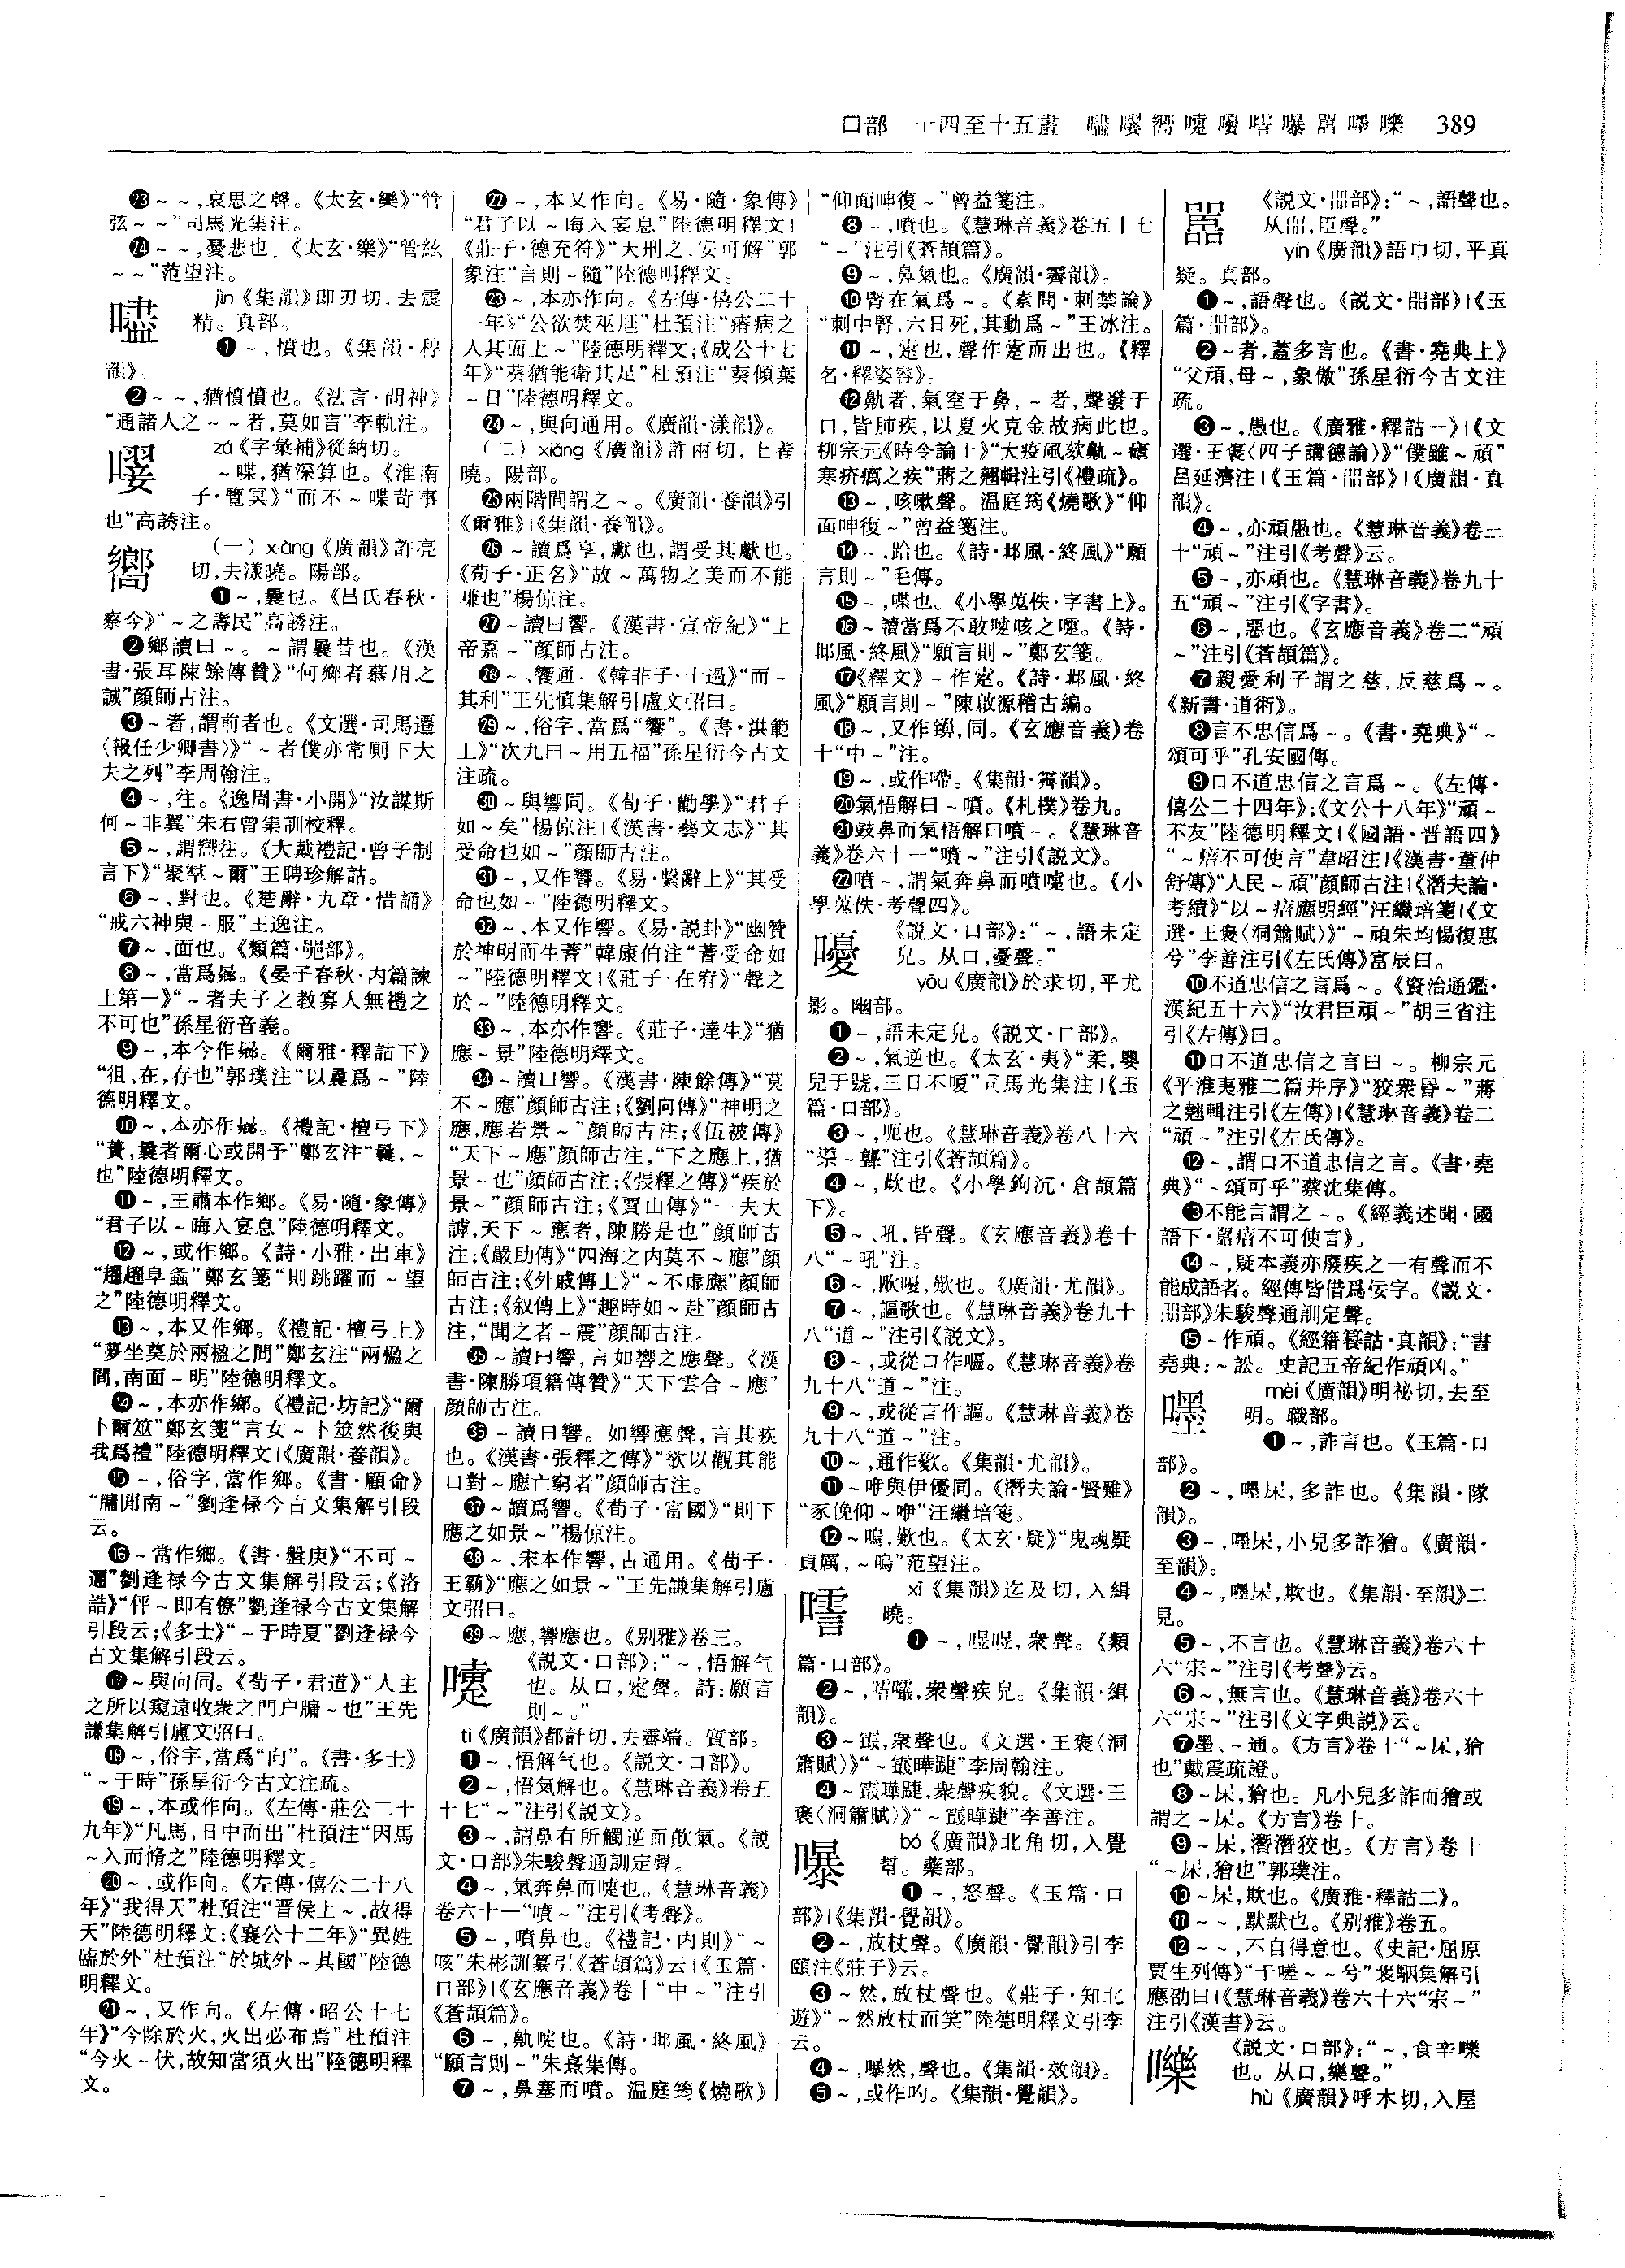 口部　十四至十五畫　嚍嚘嚮嚏嚘㗲嚗嚚嚜嚛　389
㉓～～,哀思之聲。《太玄·樂》“管
弦～～”司馬光集注。
㉔～～,憂悲也。《太玄·樂》“管絃
～～”范望注。
嚍　jìn《集韻》即刃切,去震
精。真部。
❶～,憤也。《集韻·稕
韻》。
❷～～,猶憤憤也。《法言·問神》
“通諸人之～～者,莫如言”李軌注。
zá《字彙補》從納切。
～喋,猶深算也。《淮南
子·覽冥》“而不～喋苛事
也”高誘注。
嚮　(一) xiàng《廣韻》許亮
切,去漾曉。陽部。
❶～,曩也。《吕氏春秋·
察今》“～之壽民”高誘注。
❷鄉讀曰～。～謂曩昔也。《漢
書·張耳陳餘傳贊》“何鄉者慕用之
誠”顔師古注。
❸～者,謂前者也。《文選·司馬遷
〈報任少卿書〉》“～者僕亦常厠下大
夫之列”李周翰注。
❹～,往。《逸周書·小開》“汝謀斯
何～非翼”朱右曾集訓校釋。
❺～,謂嚮往。《大戴禮記·曾子制
言下》“聚羣～爾”王聘珍解詁。
❻～,對也。《楚辭·九章·惜誦》
“戒六神與～服”王逸注。
❼～,面也。《類篇·𨛜部》。
❽～,當爲曏。《晏子春秋·内篇諫
上第一》“～者夫子之教寡人無禮之
不可也”孫星衍音義。
❾～,本今作曏。《爾雅·釋詁下》
“徂,在,存也”郭璞注“以曩爲～”陸
德明釋文。
❿～,本亦作曏。《禮記·檀弓下》
“蕢,曩者爾心或開予”鄭玄注“曩,～
也”陸德明釋文。
⓫～,王肅本作鄉。《易·隨·象傳》
“君子以～晦入宴息”陸德明釋文。
⓬～,或作鄉。《詩·小雅·出車》
“趯趯阜螽”鄭玄箋“則跳躍而～望
之”陸德明釋文。
⓭～,本又作鄉。《禮記·檀弓上》
“夢坐奠於兩楹之間”鄭玄注“兩楹之
間,南面～明”陸德明釋文。
⓮～,本亦作鄉。《禮記·坊記》“爾
卜爾筮”鄭玄箋“言女～卜筮然後與
我爲禮”陸德明釋文|《廣韻·養韻》。
⓯～,俗字,當作鄉。《書·顧命》
“牖間南～”劉逢禄今古文集解引段
云。
⓰～當作鄉。《書·盤庚》“不可～
邇”劉逢禄今古文集解引段云;《洛
誥》“伻～即有僚”劉逢禄今古文集解
引段云;《多士》“～于時夏”劉逢禄今
古文集解引段云。
⓱～與向同。《荀子·君道》“人主
之所以窺遠收衆之門户牖～也”王先
謙集解引盧文弨曰。
⓲～,俗字,當爲“向”。《書·多士》
“～于時”孫星衍今古文注疏。
⓳～,本或作向。《左傳·莊公二十
九年》“凡馬,日中而出”杜預注“因馬
～入而脩之”陸德明釋文。
⓴～,或作向。《左傳·僖公二十八
年》“我得天”杜預注“晋侯上～,故得
天”陸德明釋文;《襄公十二年》“異姓
臨於外”杜預注“於城外～其國”陸德
明釋文。
㉑～,又作向。《左傳·昭公十七
年》“今除於火,火出必布焉”杜預注
“今火～伏,故知當須火出”陸德明釋
文。
㉒～,本又作向。《易·隨·象傳》
“君子以～晦入宴息”陸德明釋文|
《莊子·德充符》“天刑之,安可解”郭
象注“言則～隨”陸德明釋文。
㉓～,本亦作向。《左傳·僖公二十
一年》“公欲焚巫尫”杜預注“瘠病之
人其面上～”陸德明釋文;《成公十七
年》“葵猶能衛其足”杜預注“葵傾葉
～日”陸德明釋文。
㉔～,與向通用。《廣韻·漾韻》。
(二) xiǎng《廣韻》許兩切,上養
曉。陽部。
㉕兩階間謂之～。《廣韻·養韻》引
《爾雅》|《集韻·養韻》。
㉖～讀爲享,獻也,謂受其獻也。
《荀子·正名》“故～萬物之美而不能
嗛也”楊倞注。
㉗～讀曰響。《漢書·宣帝紀》“上
帝嘉～”顔師古注。
㉘～、饗通。《韓非子·十過》“而～
其利”王先慎集解引盧文弨曰。
㉙～,俗字,當爲“饗”。《書·洪範
上》“次九曰～用五福”孫星衍今古文
注疏。
㉚～與響同。《荀子·勸學》“君子
如～矣”楊倞注|《漢書·藝文志》“其
受命也如～”顔師古注。
㉛～,又作響。《易·繫辭上》“其受
命也如～”陸德明釋文。
㉜～,本又作響。《易·説卦》“幽贊
於神明而生蓍”韓康伯注“蓍受命如
～”陸德明釋文|《莊子·在宥》“聲之
於～”陸德明釋文。
㉝～,本亦作響。《莊子·達生》“猶
應～景”陸德明釋文。
㉞～讀曰響。《漢書·陳餘傳》“莫
不～應”顔師古注;《劉向傳》“神明之
應,應若景～”顔師古注;《伍被傳》
“天下～應”顔師古注,“下之應上,猶
景～也”顔師古注;《張釋之傳》“疾於
景～”顔師古注;《賈山傳》“一夫大
謼,天下～應者,陳勝是也”顔師古
注;《嚴助傳》“四海之内莫不～應”顔
師古注;《外戚傳上》“～不虚應”顔師
古注;《叙傳上》“趣時如～赴”顔師古
注,“聞之者～震”顔師古注。
㉟～讀曰響,言如響之應聲。《漢
書·陳勝項籍傳贊》“天下雲合～應”
顔師古注。
㊱～讀曰響。如響應聲,言其疾
也。《漢書·張釋之傳》“欲以觀其能
口對～應亡窮者”顔師古注。
㊲～讀爲響。《荀子·富國》“則下
應之如景～”楊倞注。
㊳～,宋本作響,古通用。《荀子·
王霸》“應之如景～”王先謙集解引盧
文弨曰。
㊴～應,響應也。《别雅》卷三。
嚏　《説文·口部》:“～,悟解气
也。从口,疐聲。詩:願言
則～。”
tì《廣韻》都計切,去霽端。質部。
❶～,悟解气也。《説文·口部》。
❷～,悟氣解也。《慧琳音義》卷五
十七“～”注引《説文》。
❸～,謂鼻有所觸逆而欷氣。《説
文·口部》朱駿聲通訓定聲。
❹～,氣奔鼻而嚏也。《慧琳音義》
卷六十一“噴～”注引《考聲》。
❺～,噴鼻也。《禮記·内則》“～
咳”朱彬訓纂引《蒼頡篇》云|《玉篇·
口部》|《玄應音義》卷十“中～”注引
《蒼頡篇》。
❻～,鼽嚏也。《詩·邶風·終風》
“願言則～”朱熹集傳。
❼～,鼻塞而噴。温庭筠《燒歌》
“仰面呻復～”曾益箋注。
❽～,噴也。《慧琳音義》卷五十七
“～”注引《蒼頡篇》。
❾～,鼻氣也。《廣韻·霽韻》。
❿腎在氣爲～。《素問·刺禁論》
“刺中腎,六日死,其動爲～”王冰注。
⓫～,疐也,聲作疐而出也。《釋
名·釋姿容》。
⓬鼽者,氣窒于鼻,～者,聲發于
口,皆肺疾,以夏火克金故病此也。
柳宗元《時令論上》“大疫風欬鼽～瘧
寒疥癘之疾”蔣之翹輯注引《禮疏》。
⓭～,咳嗽聲。温庭筠《燒歌》“仰
面呻復～”曾益箋注。
⓮～,跲也。《詩·邶風·終風》“願
言則～”毛傳。
⓯～,喋也。《小學蒐佚·字書上》。
⓰～讀當爲不敢嚏咳之嚏。《詩·
邶風·終風》“願言則～”鄭玄箋。
⓱《釋文》～作疐。《詩·邶風·終
風》“願言則～”陳啟源稽古編。
⓲～,又作㘈,同。《玄應音義》卷
十“中～”注。
⓳～,或作嚔。《集韻·霽韻》。
⓴氣悟解曰～噴。《札樸》卷九。
㉑鼓鼻而氣悟解曰噴～。《慧琳音
義》卷六十一“噴～”注引《説文》。
㉒噴～,謂氣奔鼻而噴嚏也。《小
學蒐佚·考聲四》。
嚘　《説文·口部》:“～,語未定
皃。从口,憂聲。”
yōu《廣韻》於求切,平尤
影。幽部。
❶～,語未定皃。《説文·口部》。
❷～,氣逆也。《太玄·夷》“柔,嬰
兒于號,三日不嗄”司馬光集注|《玉
篇·口部》。
❸～,呃也。《慧琳音義》卷八十六
“㮣～聲”注引《蒼頡篇》。
❹～,欭也。《小學鉤沉·倉頡篇
下》。
❺～、吼,皆聲。《玄應音義》卷十
八“～吼”注。
❻～,歍嚘,歎也。《廣韻·尤韻》。
❼～,謳歌也。《慧琳音義》卷九十
八“道～”注引《説文》。
❽～,或從口作嘔。《慧琳音義》卷
九十八“道～”注。
❾～,或從言作謳。《慧琳音義》卷
九十八“道～”注。
❿～,通作欭。《集韻·尤韻》。
⓫～咿與伊優同。《潛夫論·賢難》
“豕俛仰～咿”汪繼培箋。
⓬～嗚,歎也。《太玄·疑》“鬼魂疑
貞厲,～嗚”范望注。
xì《集韻》迄及切,入緝
曉。
❶～,㗲㗲,衆聲。《類
篇·口部》。
❷～,㗲㘊,衆聲疾皃。《集韻·緝
韻》。
❸～㘊,衆聲也。《文選·王褒〈洞
簫賦〉》“～㘊曄踕”李周翰注。
❹～㘊曄踕,衆聲疾貌。《文選·王
褒〈洞簫賦〉》“～㘊曄踕”李善注。
嚗　bó《廣韻》北角切,入覺
幫。藥部。
❶～,怒聲。《玉篇·口
部》|《集韻·覺韻》。
❷～,放杖聲。《廣韻·覺韻》引李
頤注《莊子》云。
❸～然,放杖聲也。《莊子·知北
遊》“～然放杖而笑”陸德明釋文引李
云。
❹～,嚗然,聲也。《集韻·效韻》。
❺～,或作㕭。《集韻·覺韻》。
嚚　《説文·㗊部》:“～,語聲也。
从㗊,臣聲。”
yín《廣韻》語巾切,平真
疑。真部。
❶～,語聲也。《説文·㗊部》|《玉
篇·㗊部》。
❷～者,蓋多言也。《書·堯典上》
“父頑,母～,象傲”孫星衍今古文注
疏。
❸～,愚也。《廣雅·釋詁一》|《文
選·王褒〈四子講德論〉》“僕雖～頑”
吕延濟注|《玉篇·㗊部》|《廣韻·真
韻》。
❹～,亦頑愚也。《慧琳音義》卷三
十“頑～”注引《考聲》云。
❺～,亦頑也。《慧琳音義》卷九十
五“頑～”注引《字書》。
❻～,惡也。《玄應音義》卷二“頑
～”注引《蒼頡篇》。
❼親愛利子謂之慈,反慈爲～。
《新書·道術》。
❽言不忠信爲～。《書·堯典》“～
頌可乎”孔安國傳。
❾口不道忠信之言爲～。《左傳·
僖公二十四年》;《文公十八年》“頑～
不友”陸德明釋文|《國語·晋語四》
“～瘖不可使言”韋昭注|《漢書·董仲
舒傳》“人民～頑”顔師古注|《潛夫論·
考績》“以～瘖應明經”汪繼培箋|《文
選·王褒〈洞簫賦〉》“～頑朱均惕復惠
兮”李善注引《左氏傳》富辰曰。
❿不道忠信之言爲～。《資治通鑑·
漢紀五十六》“汝君臣頑～”胡三省注
引《左傳》曰。
⓫口不道忠信之言曰～。柳宗元
《平淮夷雅二篇并序》“狡衆昏～”蔣
之翹輯注引《左傳》|《慧琳音義》卷二
“頑～”注引《左氏傳》。
⓬～,謂口不道忠信之言。《書·堯
典》“～頌可乎”蔡沈集傳。
⓭不能言謂之～。《經義述聞·國
語下·嚚瘖不可使言》。
⓮～,疑本義亦廢疾之一有聲而不
能成語者。經傳皆借爲佞字。《説文·
㗊部》朱駿聲通訓定聲。
⓯～作頑。《經籍籑詁·真韻》:“書
堯典:～訟。史記五帝紀作頑凶。”
嚜　mèi《廣韻》明祕切,去至
明。職部。
❶～,詐言也。《玉篇·口
部》。
❷～,嚜㞘,多詐也。《集韻·隊
韻》。
❸～,嚜㞘,小兒多詐獪。《廣韻·
至韻》。
❹～,嚜㞘,欺也。《集韻·至韻》二
見。
❺～,不言也。《慧琳音義》卷六十
六“宋～”注引《考聲》云。
❻～,無言也。《慧琳音義》卷六十
六“宋～”注引《文字典説》云。
❼墨、～通。《方言》卷十“～㞘,獪
也”戴震疏證。
❽～㞘,獪也。凡小兒多詐而獪或
謂之～㞘。《方言》卷十。
❾～㞘,潛潛狡也。《方言》卷十
“～㞘,獪也”郭璞注。
❿～㞘,欺也。《廣雅·釋詁二》。
⓫～～,默默也。《别雅》卷五。
⓬～～,不自得意也。《史記·屈原
賈生列傳》“于嗟～～兮”裴駰集解引
應劭曰|《慧琳音義》卷六十六“宋～”
注引《漢書》云。
嚛　《説文·口部》:“～,食辛嚛
也。从口,樂聲。”
hù《廣韻》呼木切,入屋